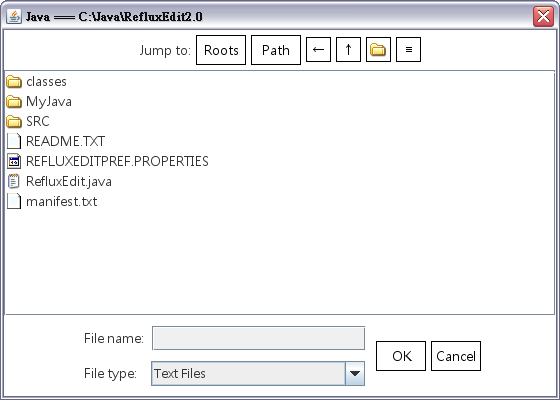 Java === C:\Java\RefluxEdit2.0
Jump to: Roots Path ← ↑ ≡
classes
MyJava
SRC
README.TXT
REFLUXEDITPREF.PROPERTIES
RefluxEdit.java
manifest.txt
File name:
OK Cancel
File type: Text Files